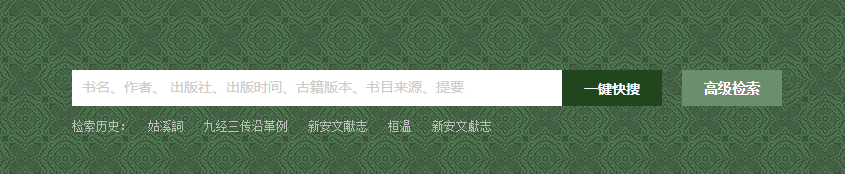 书名、作者、 出版社、出版时间、古籍版本、书目来源、提要 一键快搜 高级检索
检索历史： 姑溪詞 九经三传沿革例 新安文献志 桓温 新安文獻志